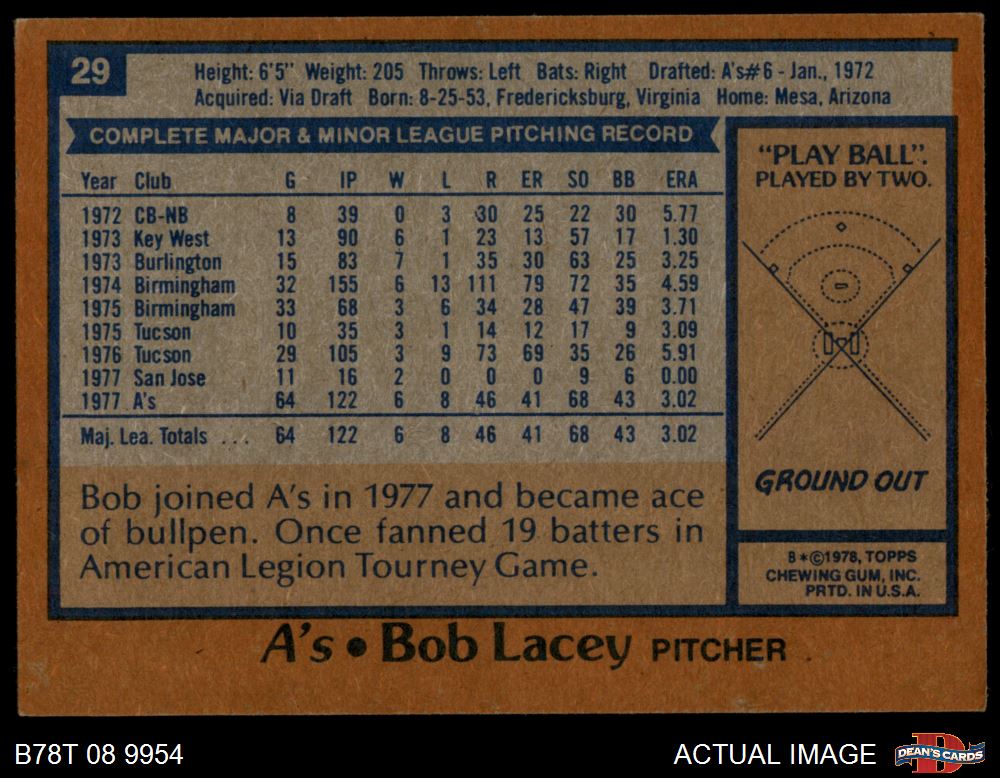 29
Height: 6'5" Weight: 205 Throws: Left Bats: Right Drafted: A's#6 - Jan., 1972
Acquired: Via Draft Born: 8-25-53, Fredericksburg, Virginia Home: Mesa, Arizona
COMPLETE MAJOR & MINOR LEAGUE PITCHING RECORD
Year Club G IP W L R ER SO BB ERA
1972 CB-NB 8 39 0 3 30 25 22 30 5.77
1973 Key West 13 90 6 1 23 13 57 17 1.30
1973 Burlington 15 83 7 1 35 30 63 25 3.25
1974 Birmingham 32 155 6 13 111 79 72 35 4.59
1975 Birmingham 33 68 3 6 34 28 47 39 3.71
1975 Tucson 10 35 3 1 14 12 17 9 3.09
1976 Tucson 29 105 3 9 73 69 35 26 5.91
1977 San Jose 11 16 2 0 0 0 9 6 0.00
1977 A's 64 122 6 8 46 41 68 43 3.02
Maj. Lea. Totals ... 64 122 6 8 46 41 68 43 3.02
Bob joined A's in 1977 and became ace
of bullpen. Once fanned 19 batters in
American Legion Tourney Game.
"PLAY BALL".
PLAYED BY TWO.
GROUND OUT
8*©1978, TOPPS
CHEWING GUM, INC.
PRTD. IN U.S.A.
A's • Bob Lacey PITCHER
B78T 08 9954
ACTUAL IMAGE
DEAN'S CARDS